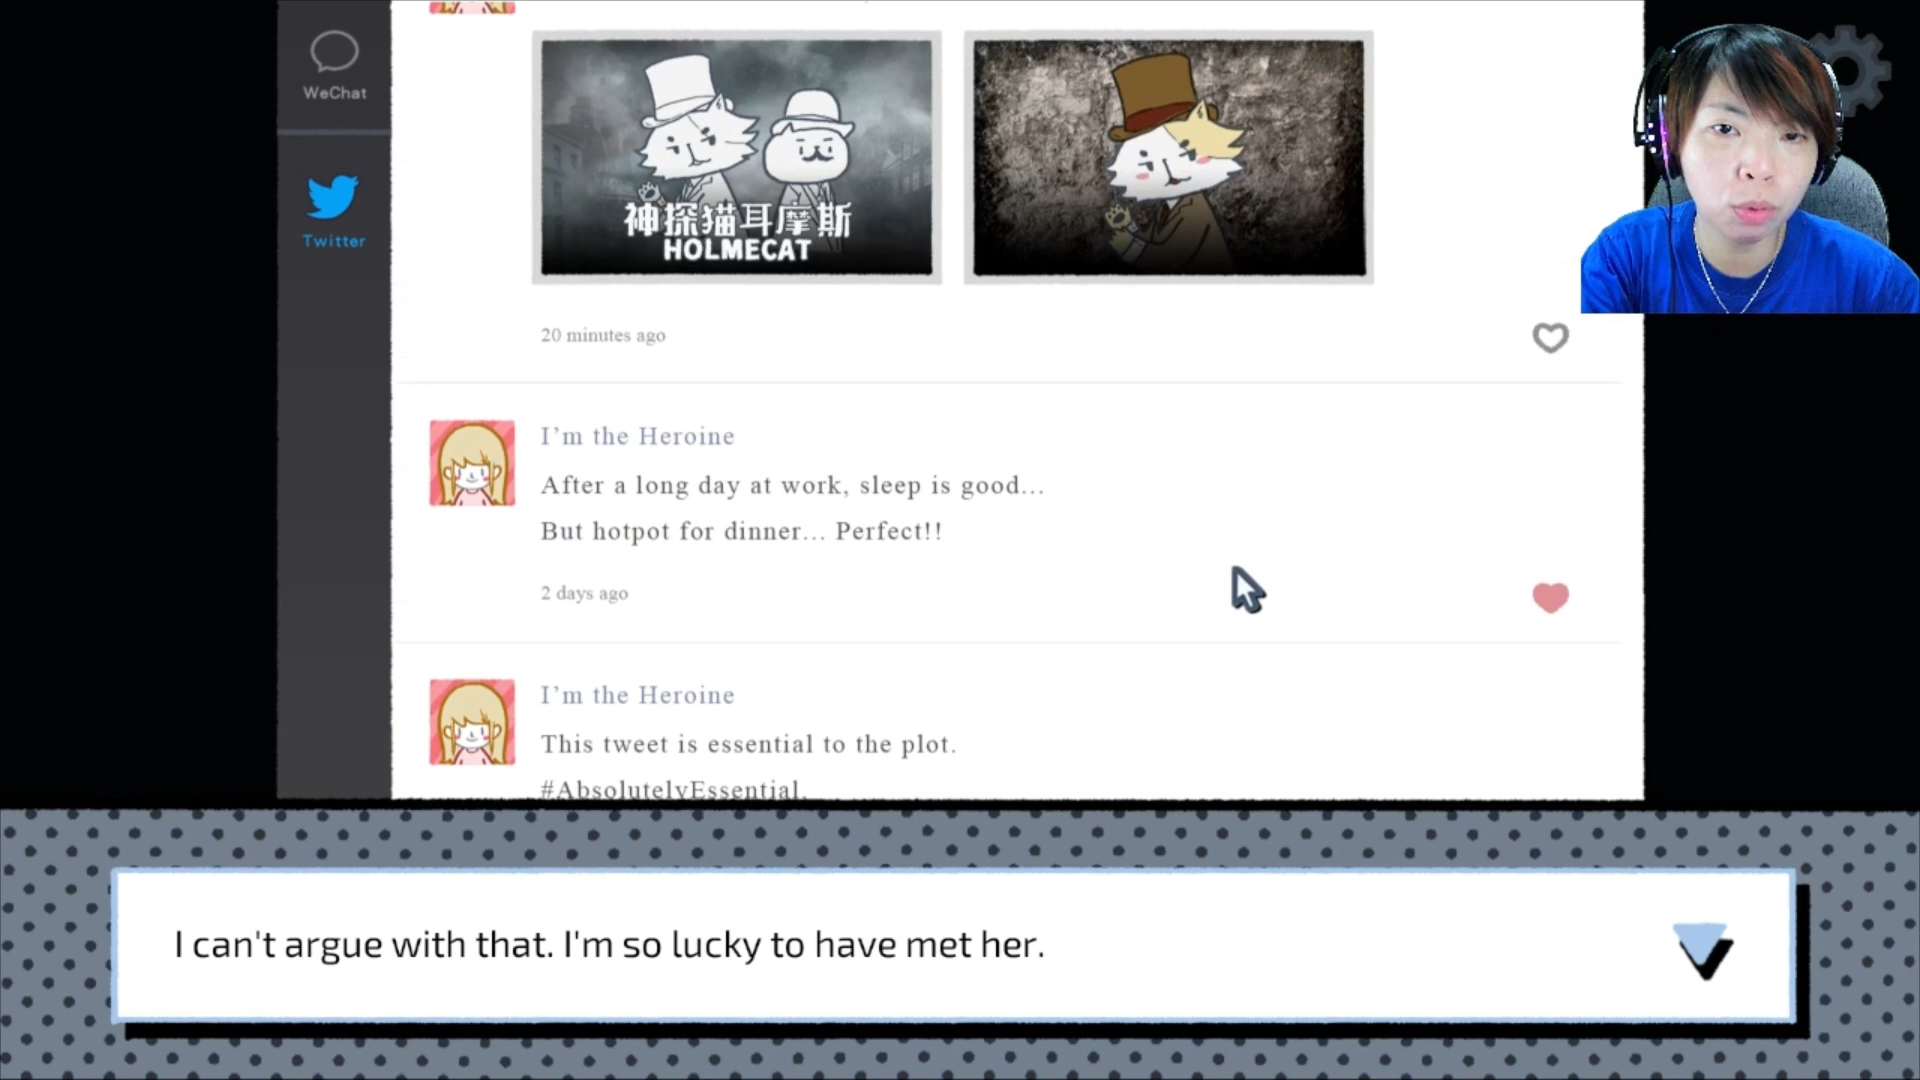 WeChat
Twitter
神探猫耳摩斯
HOLMECAT
20 minutes ago
I'm the Heroine
After a long day at work, sleep is good...
But hotpot for dinner... Perfect!!
2 days ago
I'm the Heroine
This tweet is essential to the plot.
#AbsolutelyEssential.
I can't argue with that. I'm so lucky to have met her.